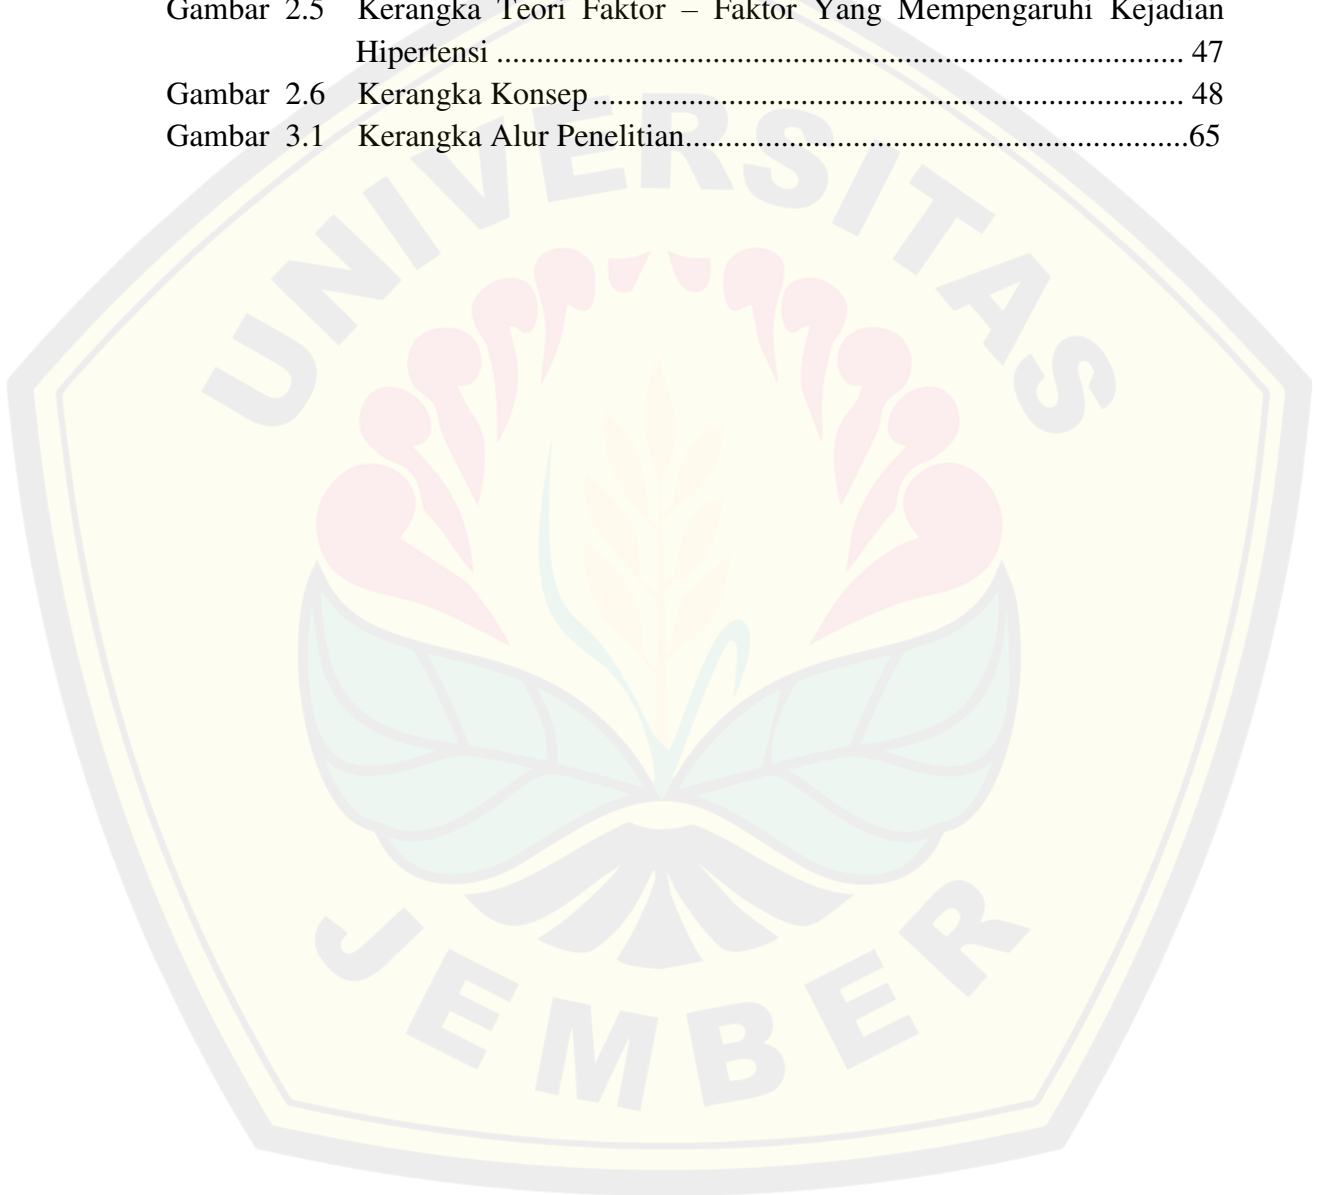 Gambar 2.5 Kerangka Teori Faktor – Faktor Yang Mempengaruhi Kejadian
Hipertensi ...................................................................................... 47
Gambar 2.6 Kerangka Konsep .......................................................................... 48
Gambar 3.1 Kerangka Alur Penelitian...............................................................65
UNIVERSITAS
JEMBER